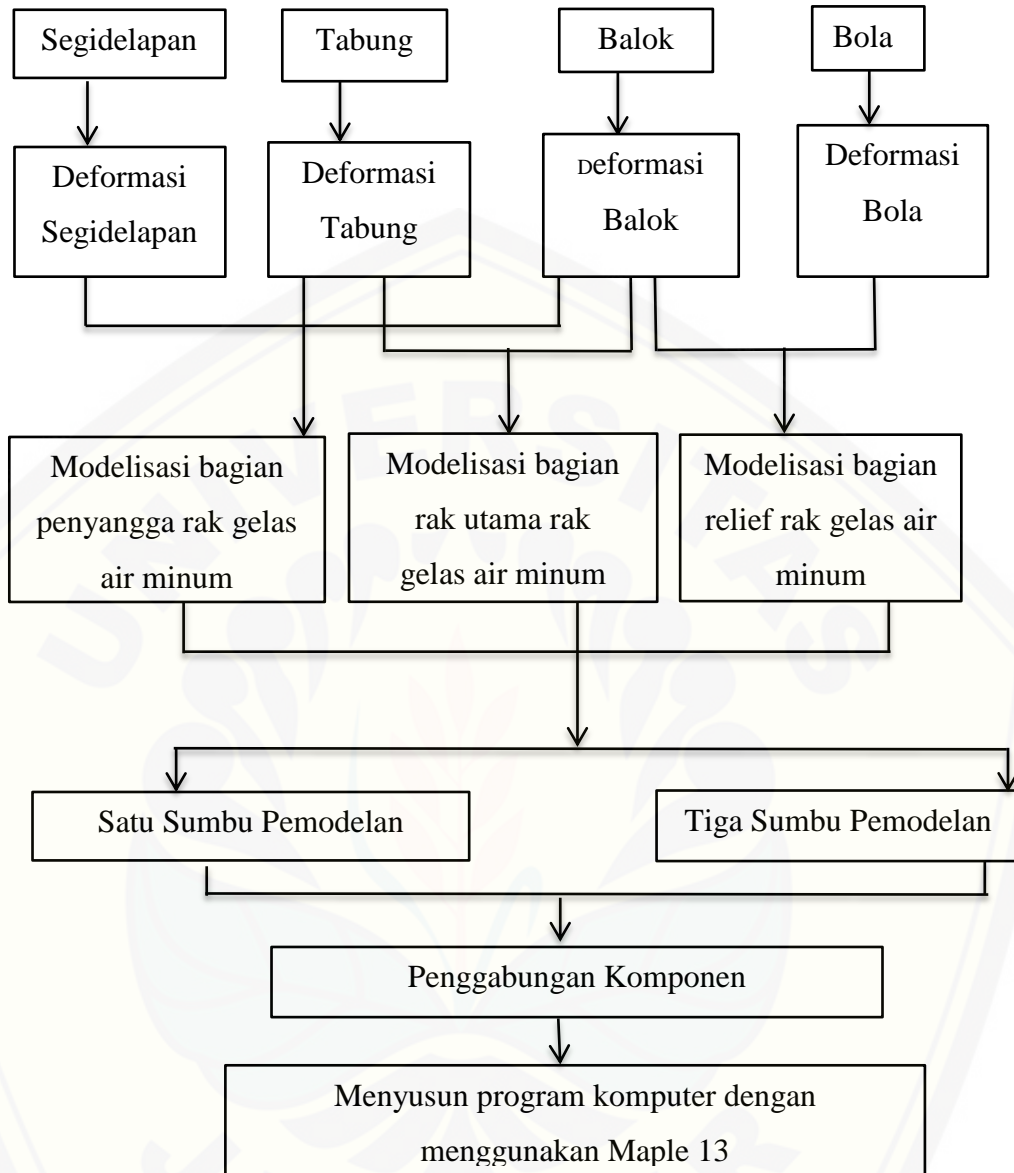 Segidelapan
Tabung
Balok
Bola
Deformasi
Segidelapan
Deformasi
Tabung
Deformasi
Balok
Deformasi
Bola
Modelisasi bagian
penyangga rak gelas
air minum
Modelisasi bagian
rak utama rak
gelas air minum
Modelisasi bagian
relief rak gelas air
minum
Satu Sumbu Pemodelan
Tiga Sumbu Pemodelan
Penggabungan Komponen
Menyusun program komputer dengan
menggunakan Maple 13
UNIVERSITAS